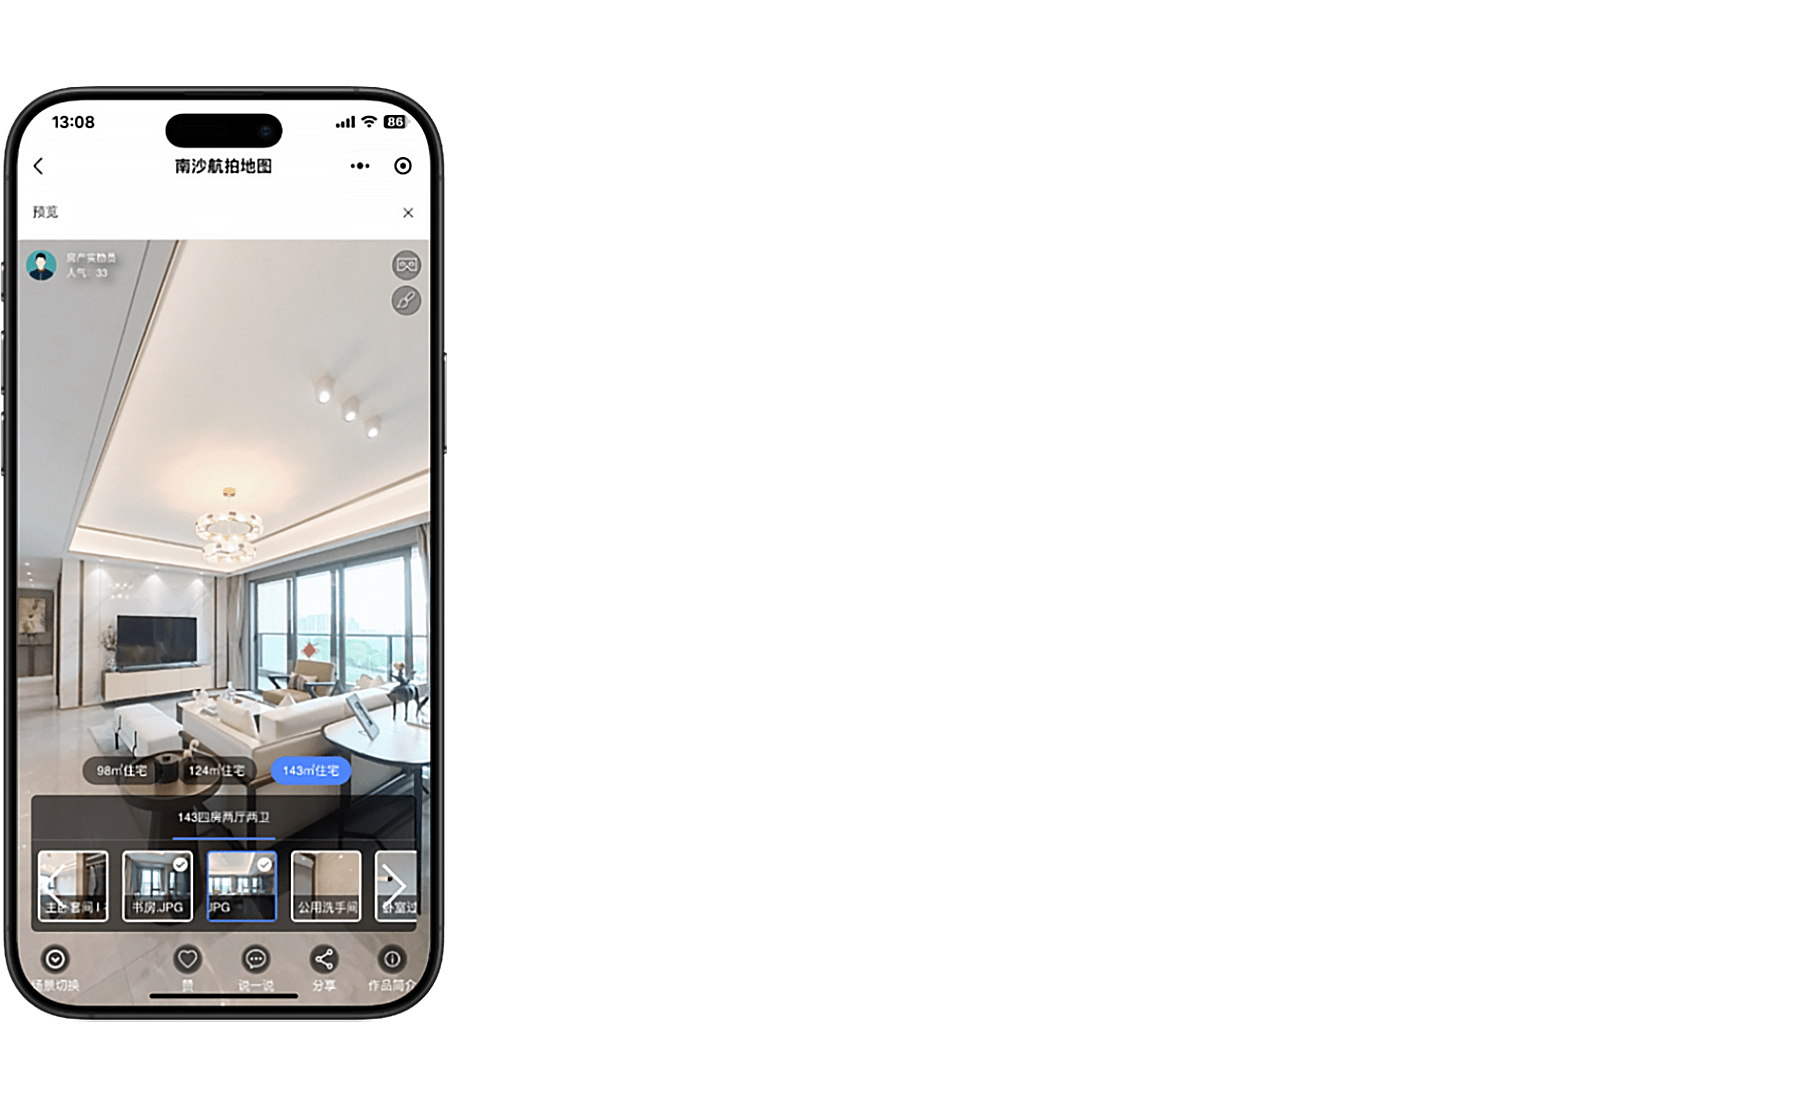 13:08
86
南沙航拍地图
预览
房产实勘员
人气：33
98㎡住宅
124㎡住宅
143㎡住宅
143四房两厅两卫
主卧套间1
书房.JPG
JPG
公用洗手间
卧室过
场景切换
赞
说一说
分享
作品简介